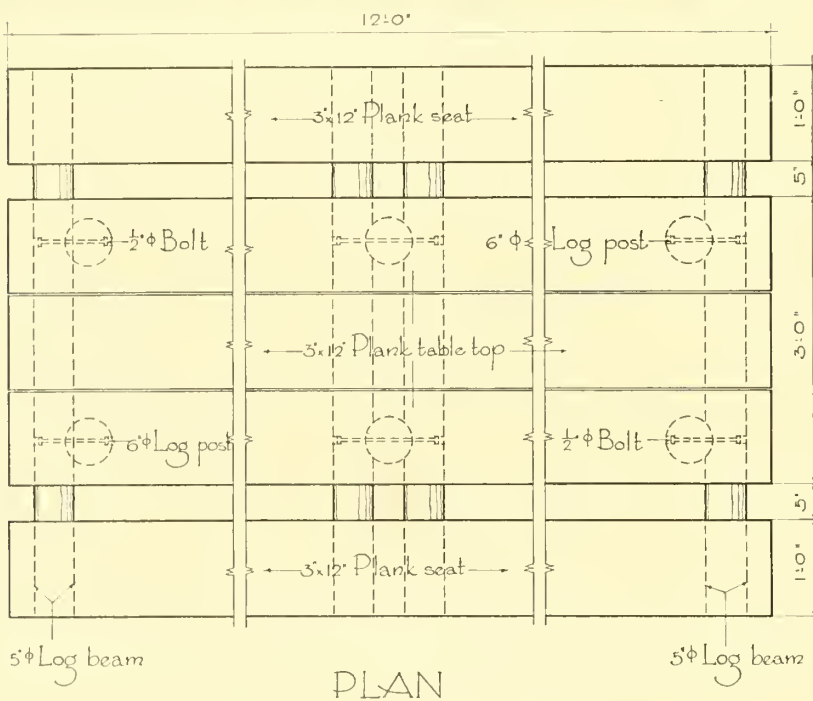 12'-0"
3"x12" Plank seat
1'-0"
5"
½"ϕ Bolt
6"ϕ Log post
3'-0"
3"x12" Plank table top
6"ϕ Log post
½"ϕ Bolt
5"
3"x12" Plank seat
1'-0"
5"ϕ Log beam
5"ϕ Log beam
PLAN